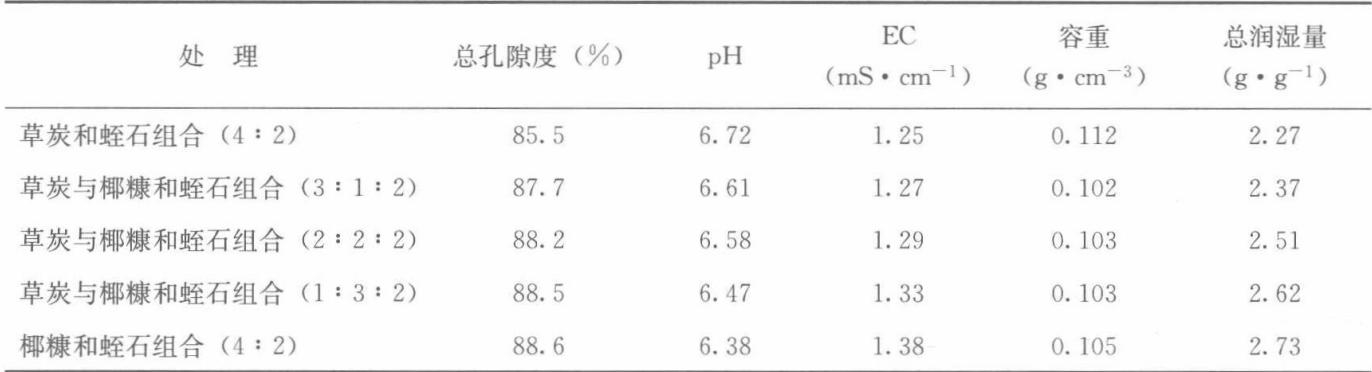 处 理 总孔隙度（%） pH EC（mS·cm⁻¹） 容重（g·cm⁻³） 总润湿量（g·g⁻¹）
草炭和蛭石组合（4∶2） 85.5 6.72 1.25 0.112 2.27
草炭与椰糠和蛭石组合（3∶1∶2） 87.7 6.61 1.27 0.102 2.37
草炭与椰糠和蛭石组合（2∶2∶2） 88.2 6.58 1.29 0.103 2.51
草炭与椰糠和蛭石组合（1∶3∶2） 88.5 6.47 1.33 0.103 2.62
椰糠和蛭石组合（4∶2） 88.6 6.38 1.38 0.105 2.73